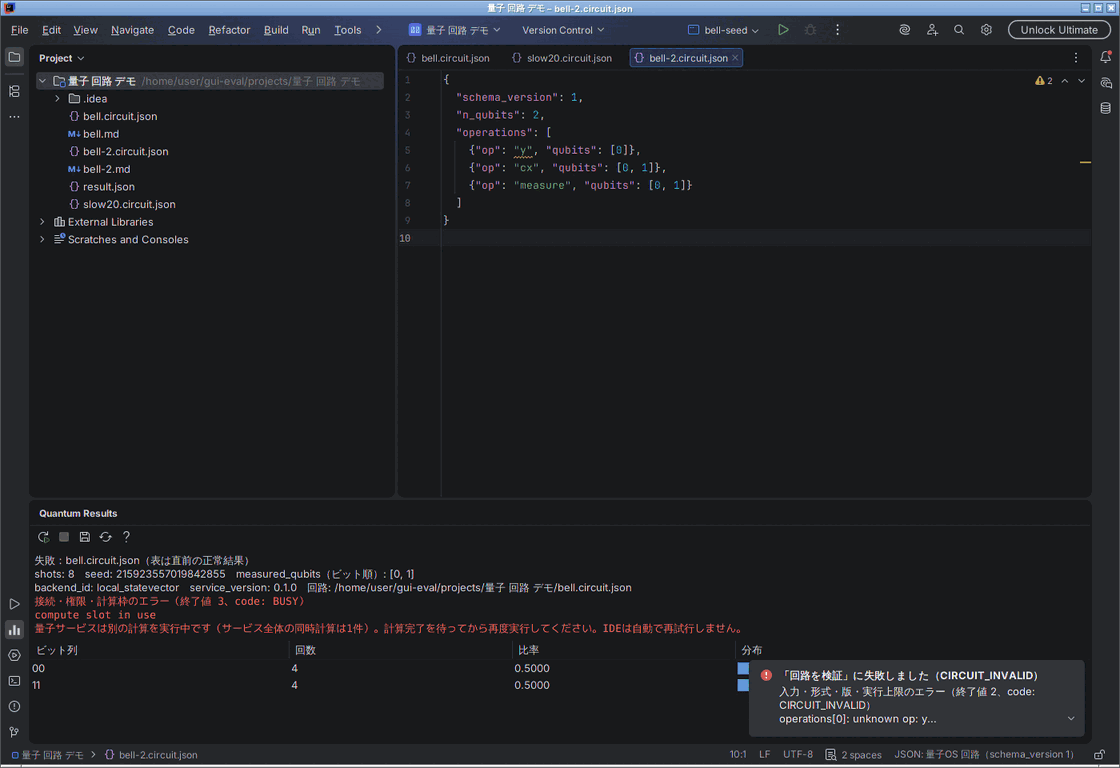 量子 回路 デモ – bell-2.circuit.json
File Edit View Navigate Code Refactor Build Run Tools 量子 回路 デモ Version Control bell-seed Unlock Ultimate
Project
量子 回路 デモ /home/user/gui-eval/projects/量子 回路 デモ
.idea
bell.circuit.json
bell.md
bell-2.circuit.json
bell-2.md
result.json
slow20.circuit.json
External Libraries
Scratches and Consoles
bell.circuit.json slow20.circuit.json bell-2.circuit.json
2
1 {
2 "schema_version": 1,
3 "n_qubits": 2,
4 "operations": [
5 {"op": "y", "qubits": [0]},
6 {"op": "cx", "qubits": [0, 1]},
7 {"op": "measure", "qubits": [0, 1]}
8 ]
9 }
10
Quantum Results
失敗：bell.circuit.json（表は直前の正常結果）
shots: 8 seed: 215923557019842855 measured_qubits（ビット順）: [0, 1]
backend_id: local_statevector service_version: 0.1.0 回路: /home/user/gui-eval/projects/量子 回路 デモ/bell.circuit.json
接続・権限・計算枠のエラー（終了値 3、code: BUSY）
compute slot in use
量子サービスは別の計算を実行中です（サービス全体の同時計算は1件）。計算完了を待ってから再度実行してください。IDEは自動で再試行しません。
ビット列 回数 比率 分布
00 4 0.5000
11 4 0.5000
「回路を検証」に失敗しました（CIRCUIT_INVALID）
入力・形式・版・実行上限のエラー（終了値 2、code:
CIRCUIT_INVALID）
operations[0]: unknown op: y...
量子 回路 デモ bell-2.circuit.json 10:1 LF UTF-8 2 spaces JSON: 量子OS 回路（schema_version 1）